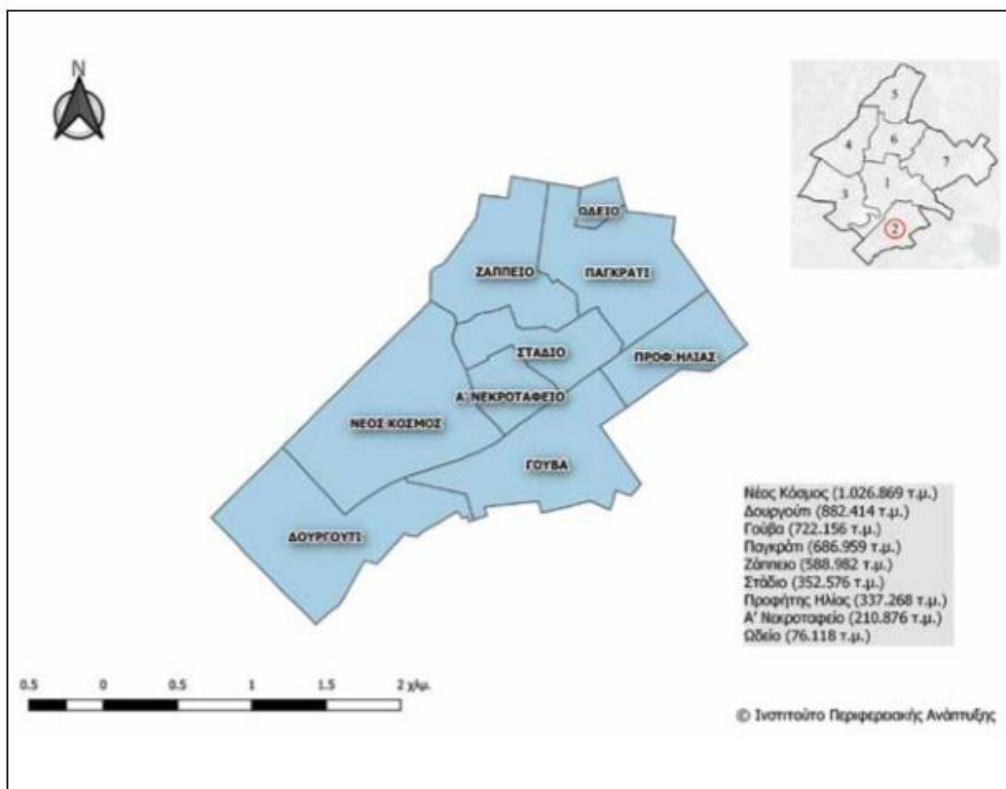 N
5
4
6
7
1
3
2
ΩΔΕΙΟ
ΖΑΠΠΕΙΟ
ΠΑΓΚΡΑΤΙ
ΣΤΑΔΙΟ
ΠΡΟΦ.ΗΛΙΑΣ
Α' ΝΕΚΡΟΤΑΦΕΙΟ
ΝΕΟΣ ΚΟΣΜΟΣ
ΓΟΥΒΑ
ΔΟΥΡΓΟΥΤΙ
Νέος Κόσμος (1.026.869 τ.μ.)
Δουργούτι (882.414 τ.μ.)
Γούβα (722.156 τ.μ.)
Παγκράτι (686.959 τ.μ.)
Ζάππειο (588.982 τ.μ.)
Στάδιο (352.576 τ.μ.)
Προφήτης Ηλίας (337.268 τ.μ.)
Α' Νεκροταφείο (210.876 τ.μ.)
Ωδείο (76.118 τ.μ.)
0.5 0 0.5 1 1.5 2 χλμ.
© Ινστιτούτο Περιφερειακής Ανάπτυξης